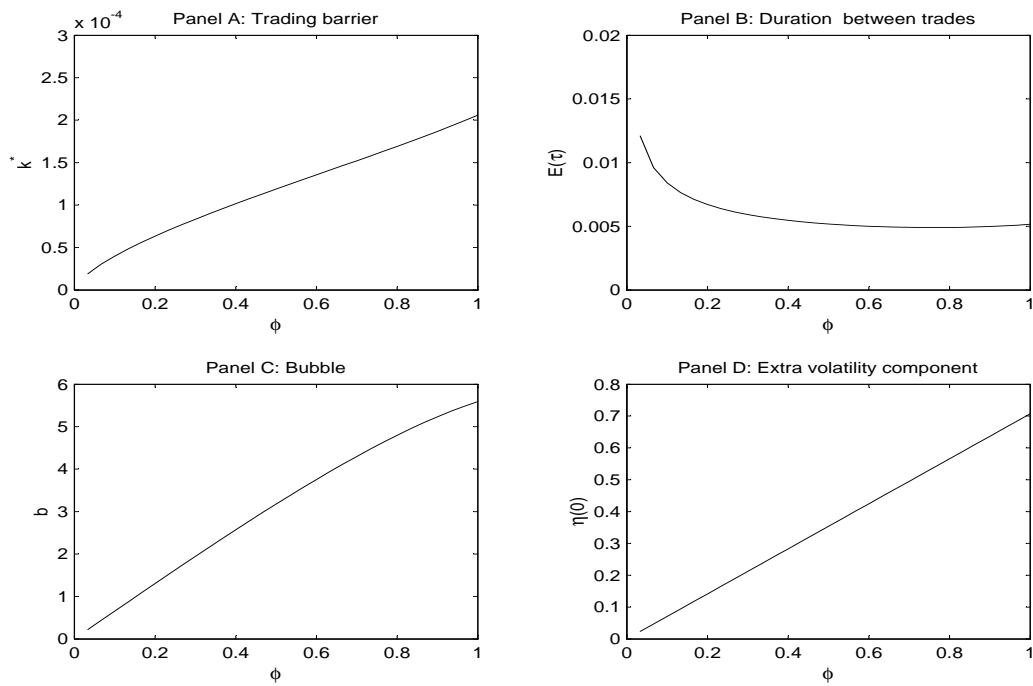 Panel A: Trading barrier
x 10⁻⁴
3
2.5
2
1.5
1
0.5
0
k*
0 0.2 0.4 0.6 0.8 1
ϕ
Panel B: Duration between trades
0.02
0.015
0.01
0.005
0
E(τ)
0 0.2 0.4 0.6 0.8 1
ϕ
Panel C: Bubble
6
5
4
3
2
1
0
b
0 0.2 0.4 0.6 0.8 1
ϕ
Panel D: Extra volatility component
0.8
0.7
0.6
0.5
0.4
0.3
0.2
0.1
0
η(0)
0 0.2 0.4 0.6 0.8 1
ϕ